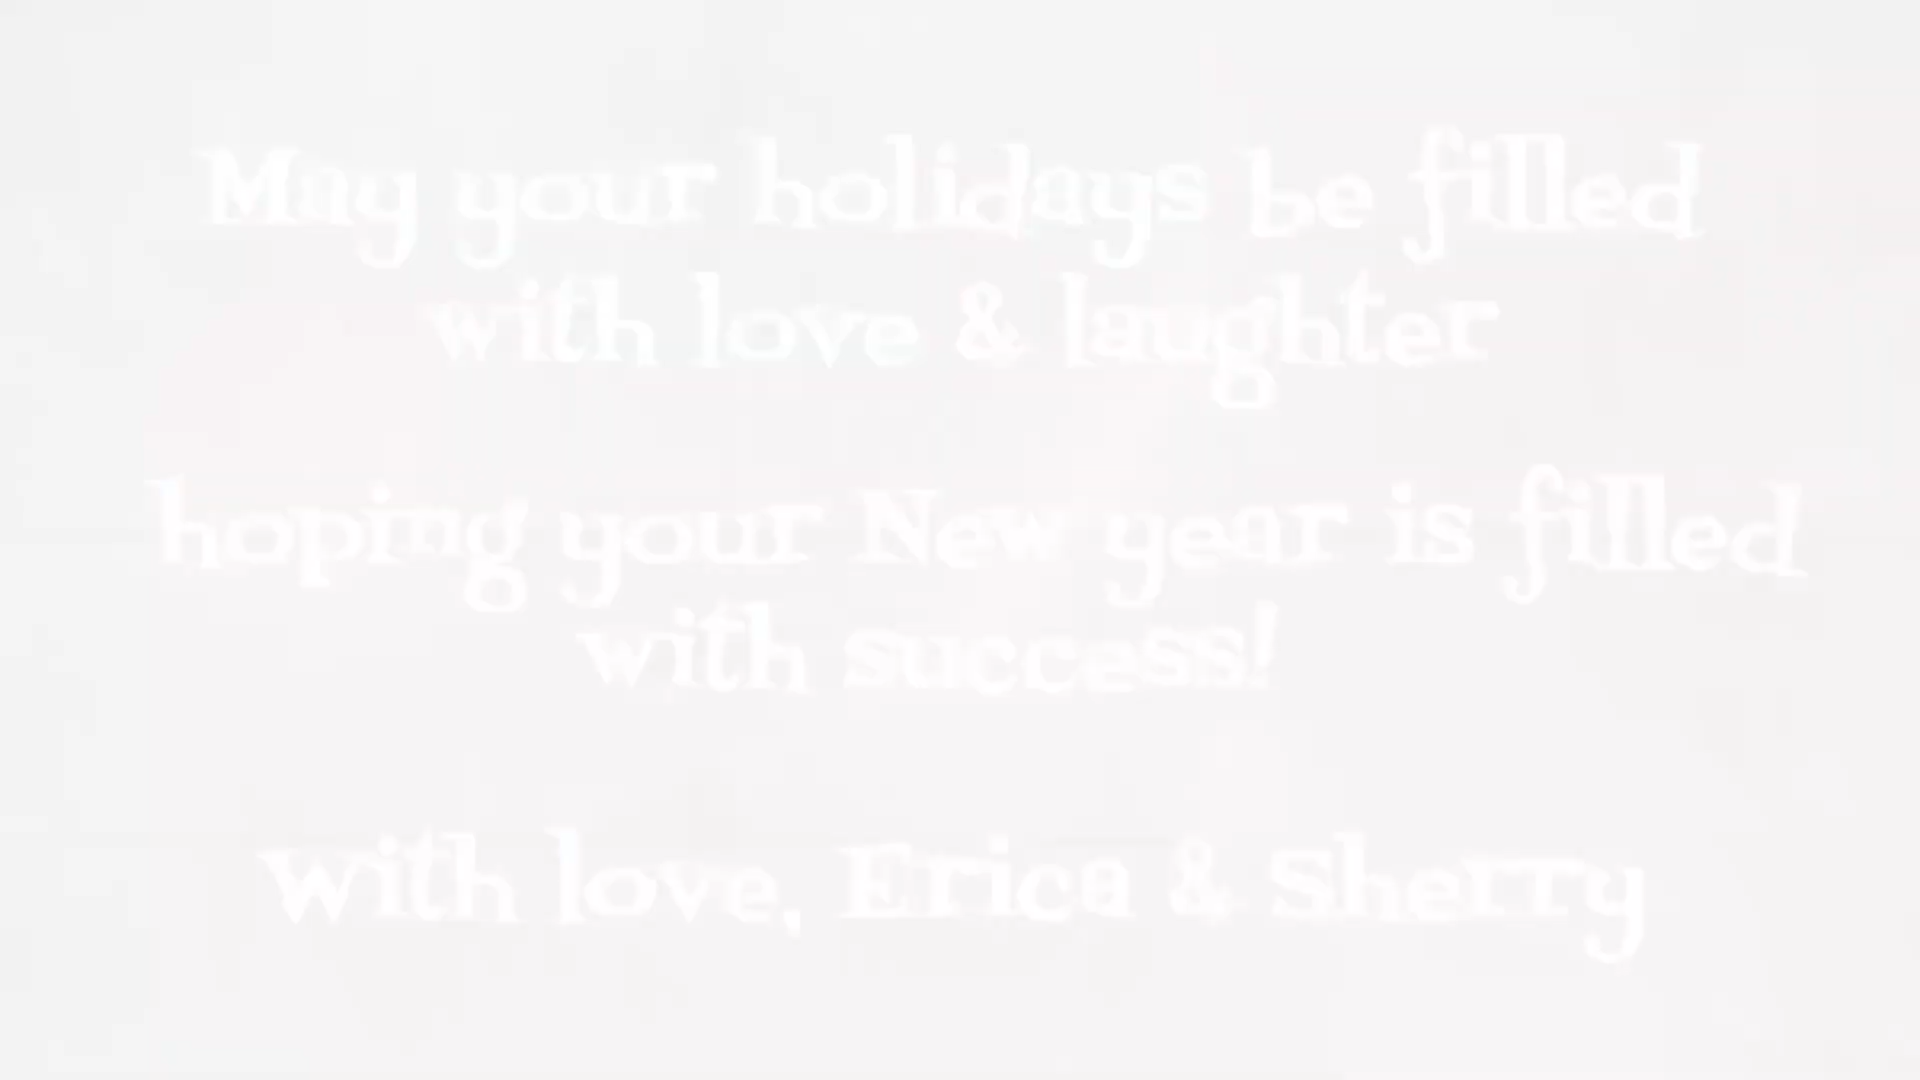 May your holidays be filled
with love & laughter
hoping your New year is filled
with success!
With love, Erica & Sherry